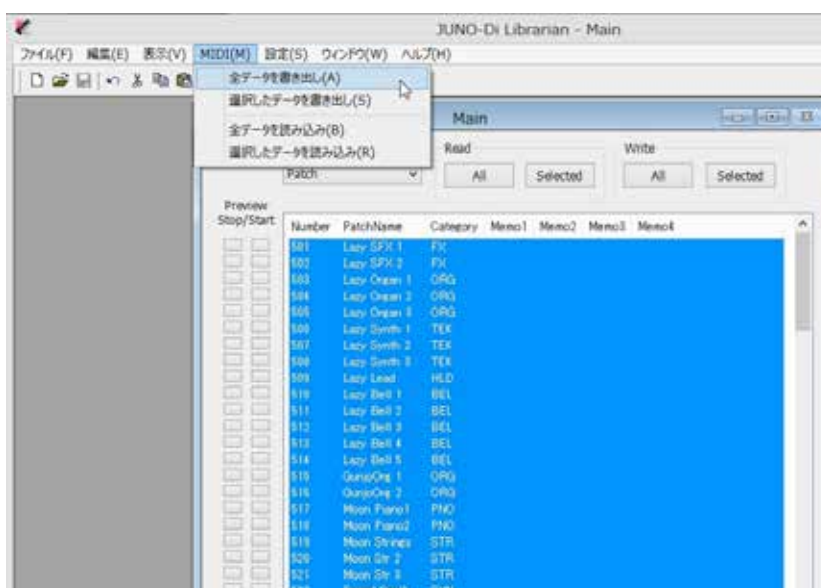 JUNO-Di Librarian - Main
ファイル(F) 編集(E) 表示(V) MIDI(M) 設定(S) ウィンドウ(W) ヘルプ(H)
全データを書き出し(A)
選択したデータを書き出し(S)
全データを読み込み(B)
選択したデータを読み込み(R)
Main
Read
Write
Patch
All
Selected
All
Selected
Preview
Stop/Start
Number PatchName Category Memo1 Memo2 Memo3 Memo4
501 Lazy SFX 1 FX
502 Lazy SFX 2 FX
503 Lazy Organ 1 ORG
504 Lazy Organ 2 ORG
505 Lazy Organ 3 ORG
506 Lazy Synth 1 TEK
507 Lazy Synth 2 TEK
508 Lazy Synth 3 TEK
509 Lazy Lead HLD
510 Lazy Bell 1 BEL
511 Lazy Bell 2 BEL
512 Lazy Bell 3 BEL
513 Lazy Bell 4 BEL
514 Lazy Bell 5 BEL
515 GunjoOrg 1 ORG
516 GunjoOrg 2 ORG
517 Moon Piano1 PNO
518 Moon Piano2 PNO
519 Moon Strings STR
520 Moon Str 2 STR
521 Moon Str 3 STR